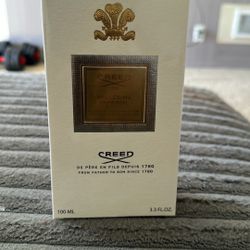 CREED
DE PÈRE EN FILS DEPUIS 1760
FROM FATHER TO SON SINCE 1760
100 ML
3.3 FL.OZ.